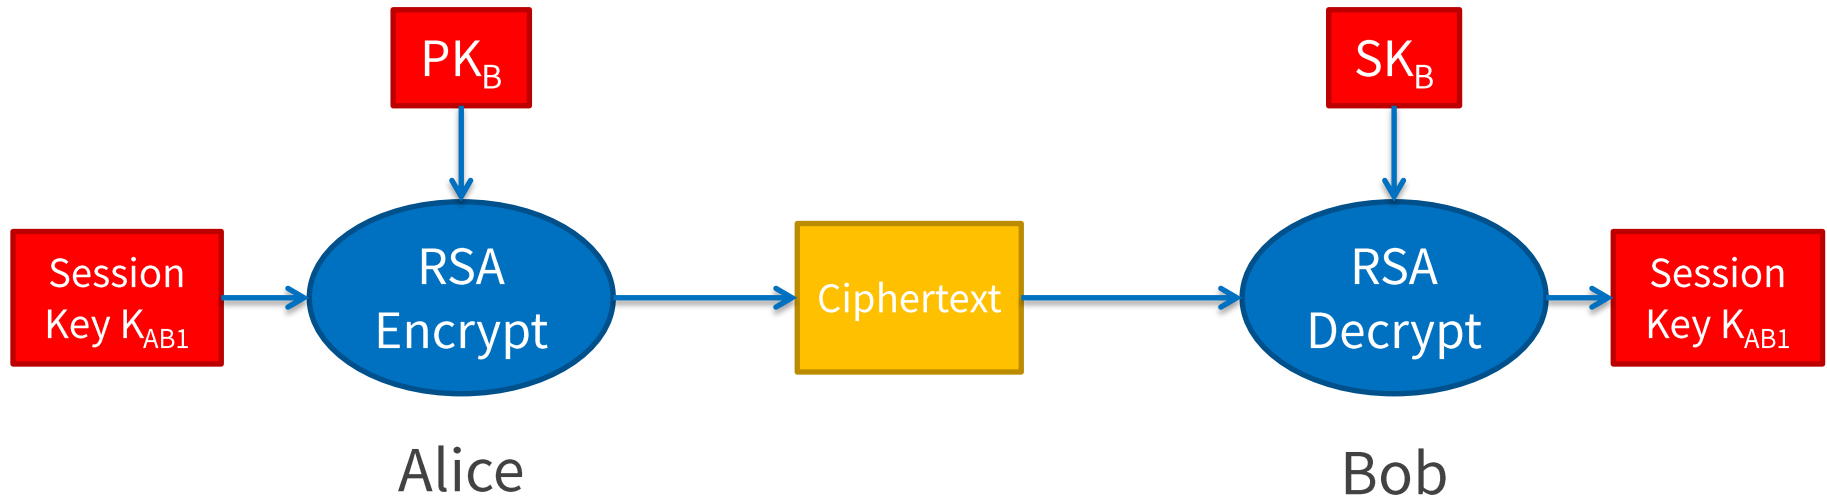 PKB
SKB
Session
Key KAB1
RSA
Encrypt
Ciphertext
RSA
Decrypt
Session
Key KAB1
Alice
Bob